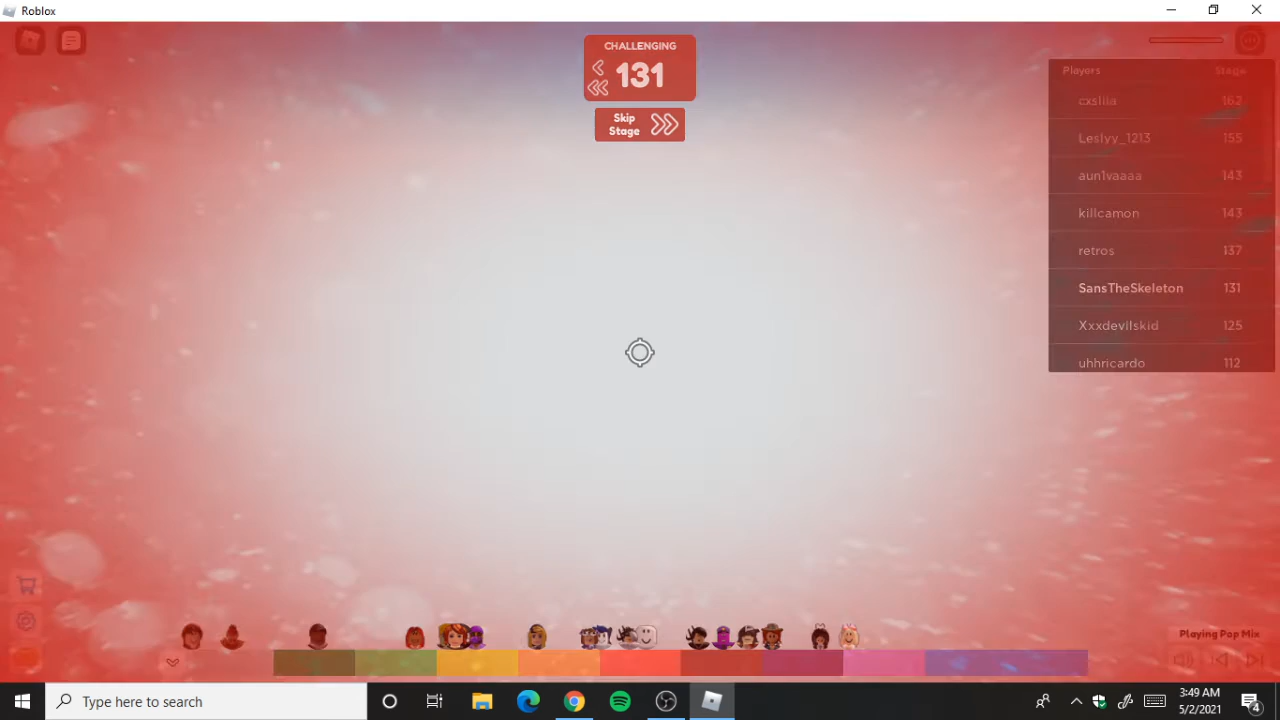 Roblox
CHALLENGING
131
Skip
Stage
Players Stage
cxsliia 162
Leslyy_1213 155
aun1vaaaa 143
killcamon 143
retros 137
SansTheSkeleton 131
Xxxdevilskid 125
uhhricardo 112
Playing Pop Mix
Type here to search
3:49 AM
5/2/2021
4